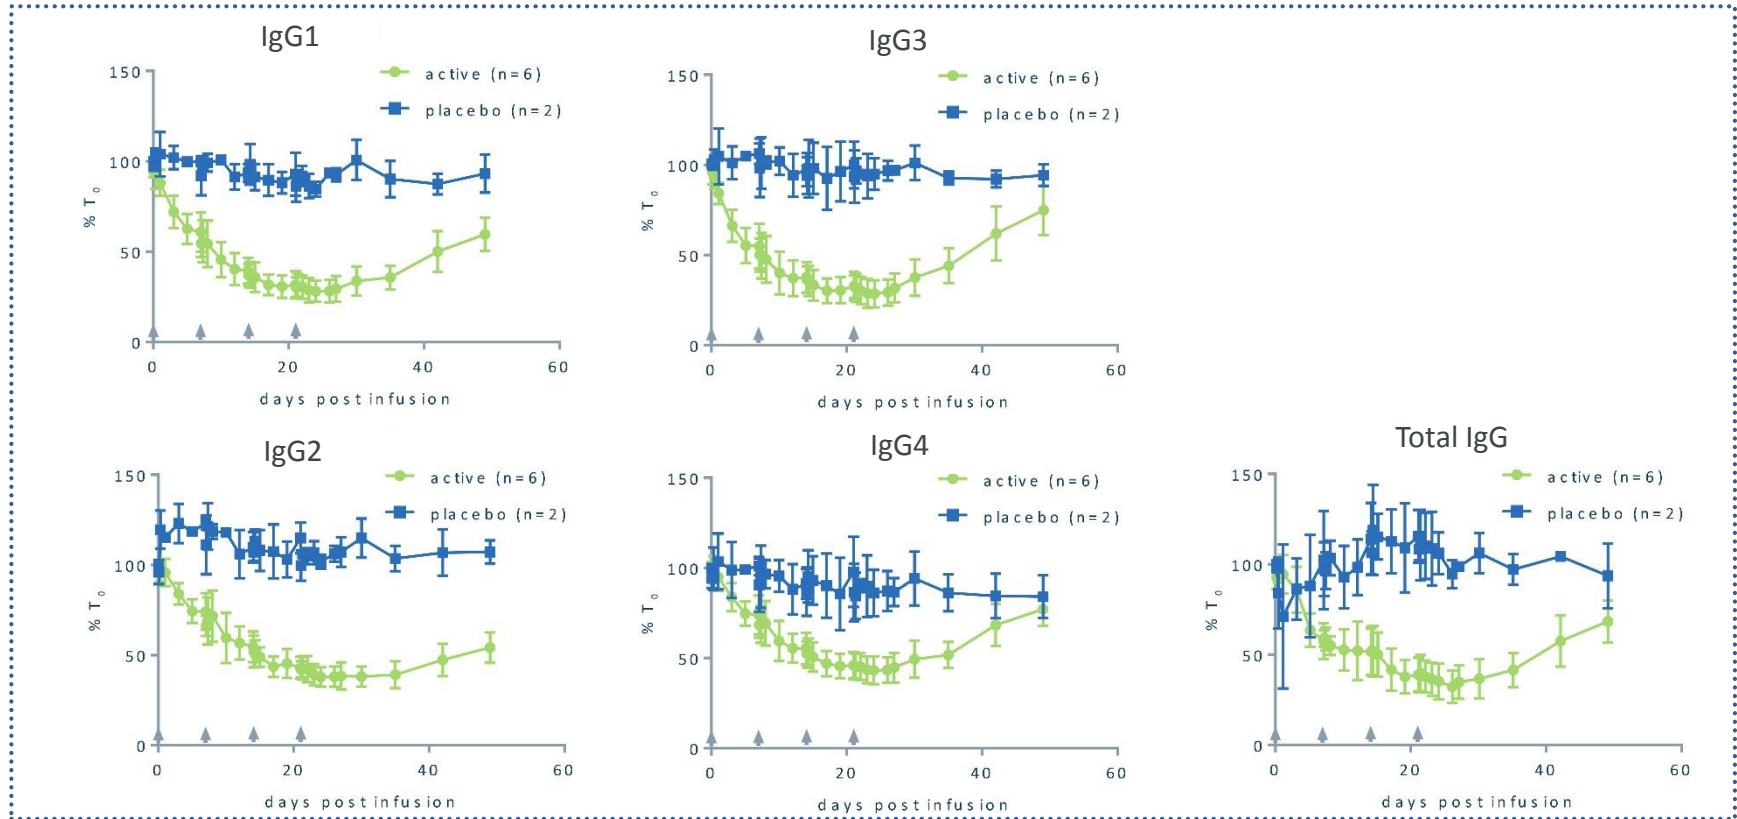 IgG1
active (n=6)
placebo (n=2)
150
100
50
0
% T0
0 20 40 60
days post infusion
IgG3
active (n=6)
placebo (n=2)
150
100
50
0
% T0
0 20 40 60
days post infusion
IgG2
active (n=6)
placebo (n=2)
150
100
50
0
% T0
0 20 40 60
days post infusion
IgG4
active (n=6)
placebo (n=2)
150
100
50
0
% T0
0 20 40 60
days post infusion
Total IgG
active (n=6)
placebo (n=2)
150
100
50
0
% T0
0 20 40 60
days post infusion